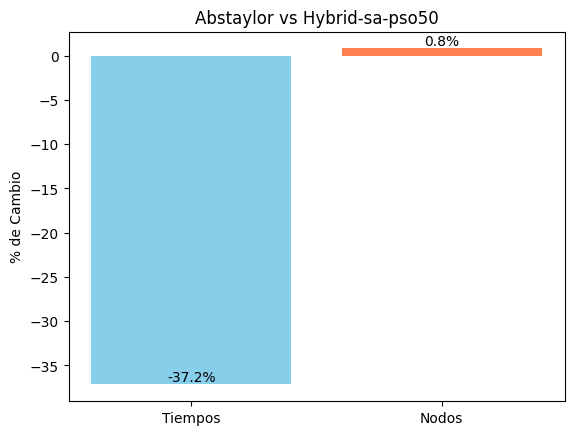 Abstaylor vs Hybrid-sa-pso50
0.8%
0
−5
−10
−15
−20
−25
−30
−35
% de Cambio
-37.2%
Tiempos
Nodos